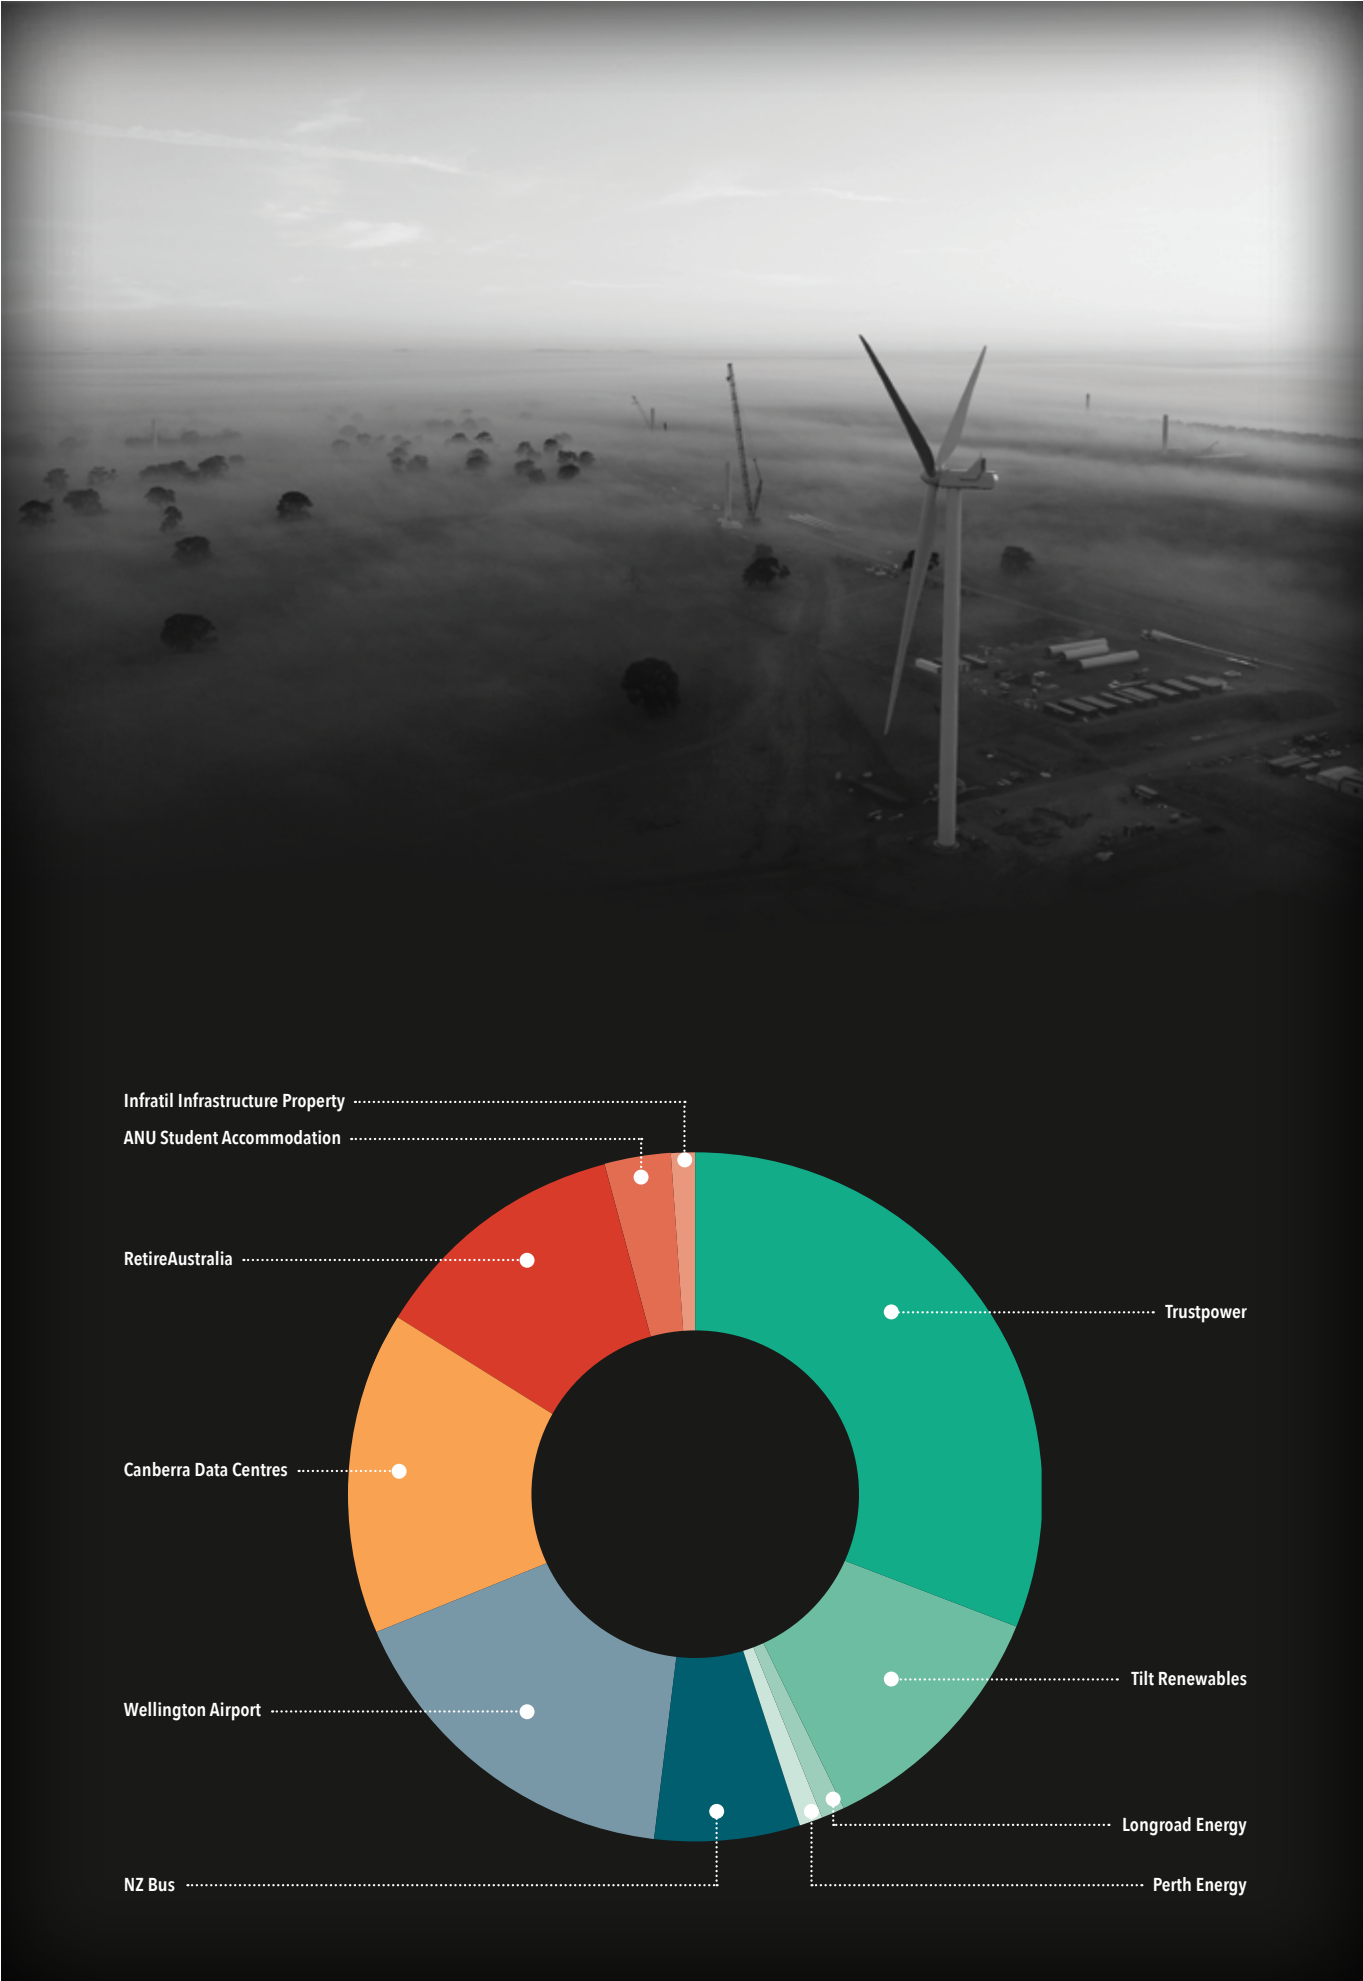 Infratil Infrastructure Property
ANU Student Accommodation
RetireAustralia
Trustpower
Canberra Data Centres
Tilt Renewables
Wellington Airport
Longroad Energy
NZ Bus
Perth Energy